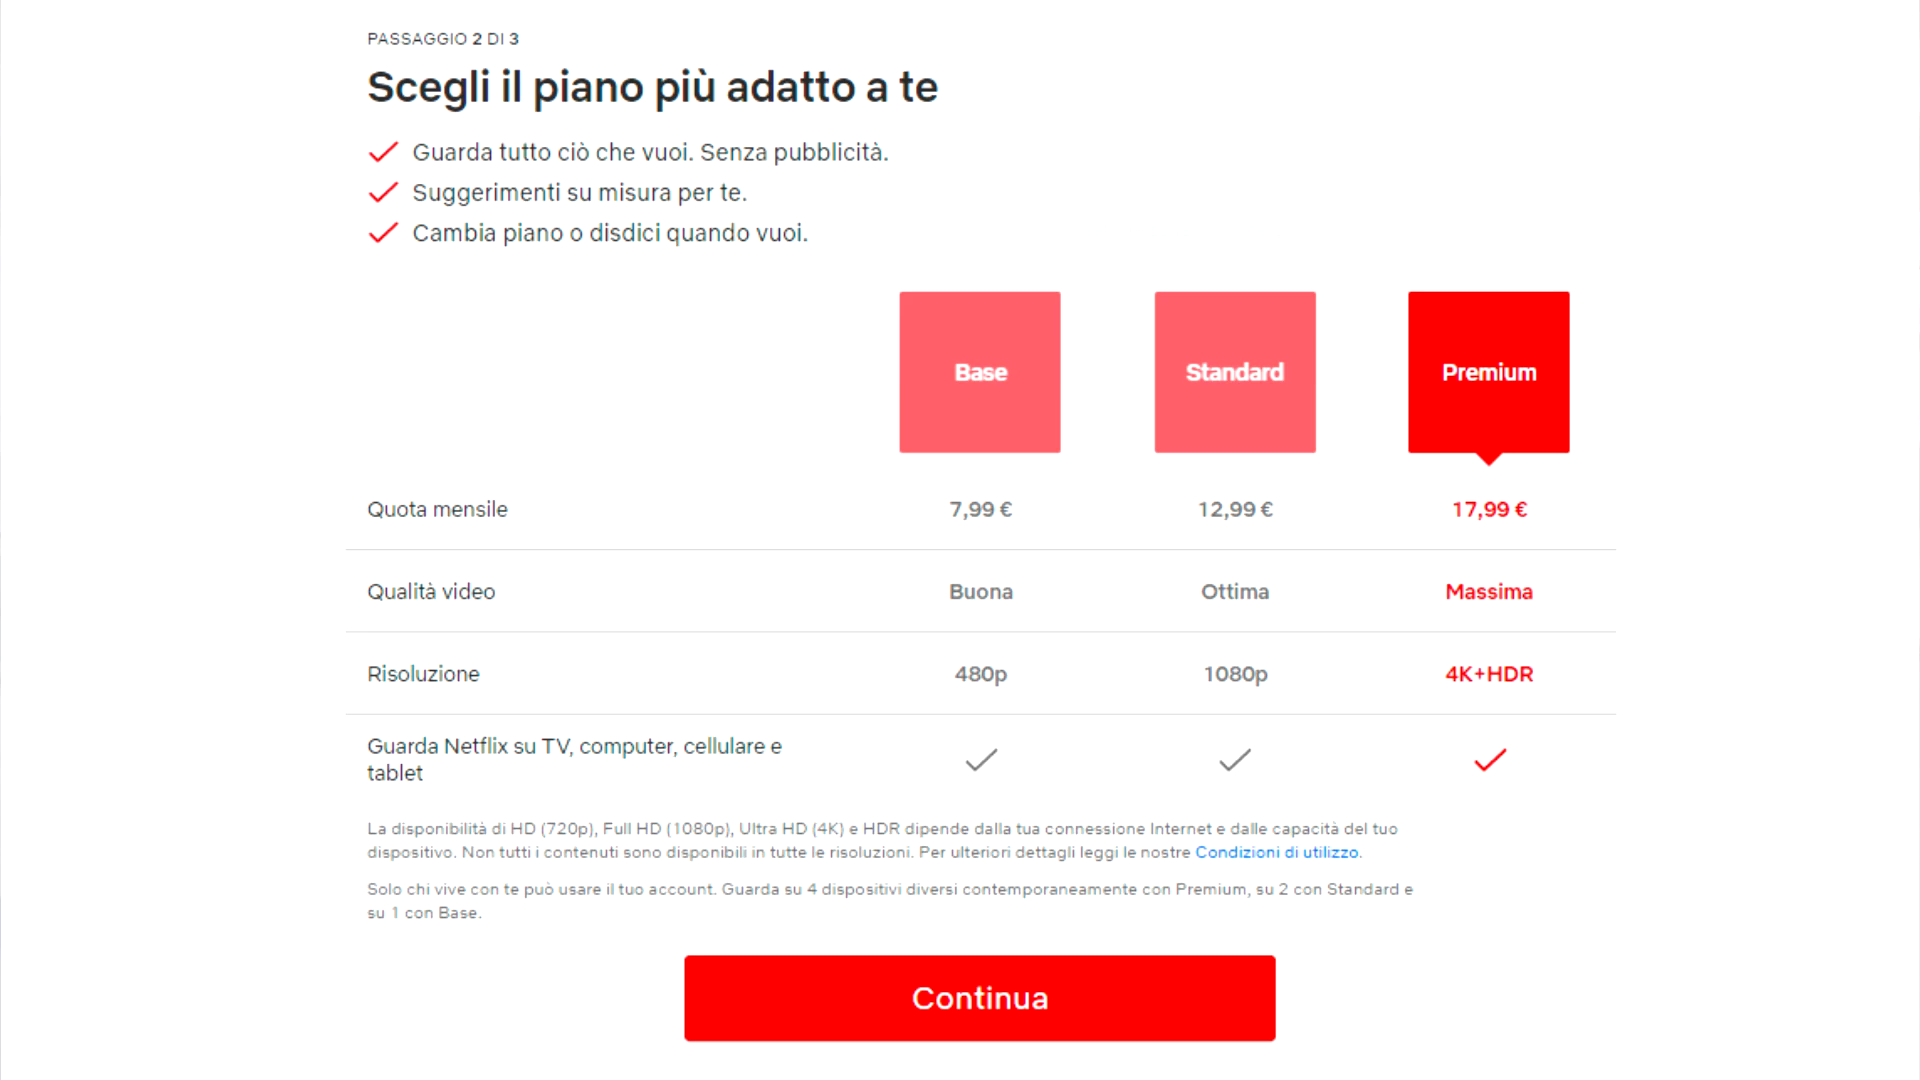 PASSAGGIO 2 DI 3
Scegli il piano più adatto a te
Guarda tutto ciò che vuoi. Senza pubblicità.
Suggerimenti su misura per te.
Cambia piano o disdici quando vuoi.
Base Standard Premium
Quota mensile 7,99 € 12,99 € 17,99 €
Qualità video Buona Ottima Massima
Risoluzione 480p 1080p 4K+HDR
Guarda Netflix su TV, computer, cellulare e
tablet
La disponibilità di HD (720p), Full HD (1080p), Ultra HD (4K) e HDR dipende dalla tua connessione Internet e dalle capacità del tuo
dispositivo. Non tutti i contenuti sono disponibili in tutte le risoluzioni. Per ulteriori dettagli leggi le nostre Condizioni di utilizzo.
Solo chi vive con te può usare il tuo account. Guarda su 4 dispositivi diversi contemporaneamente con Premium, su 2 con Standard e
su 1 con Base.
Continua